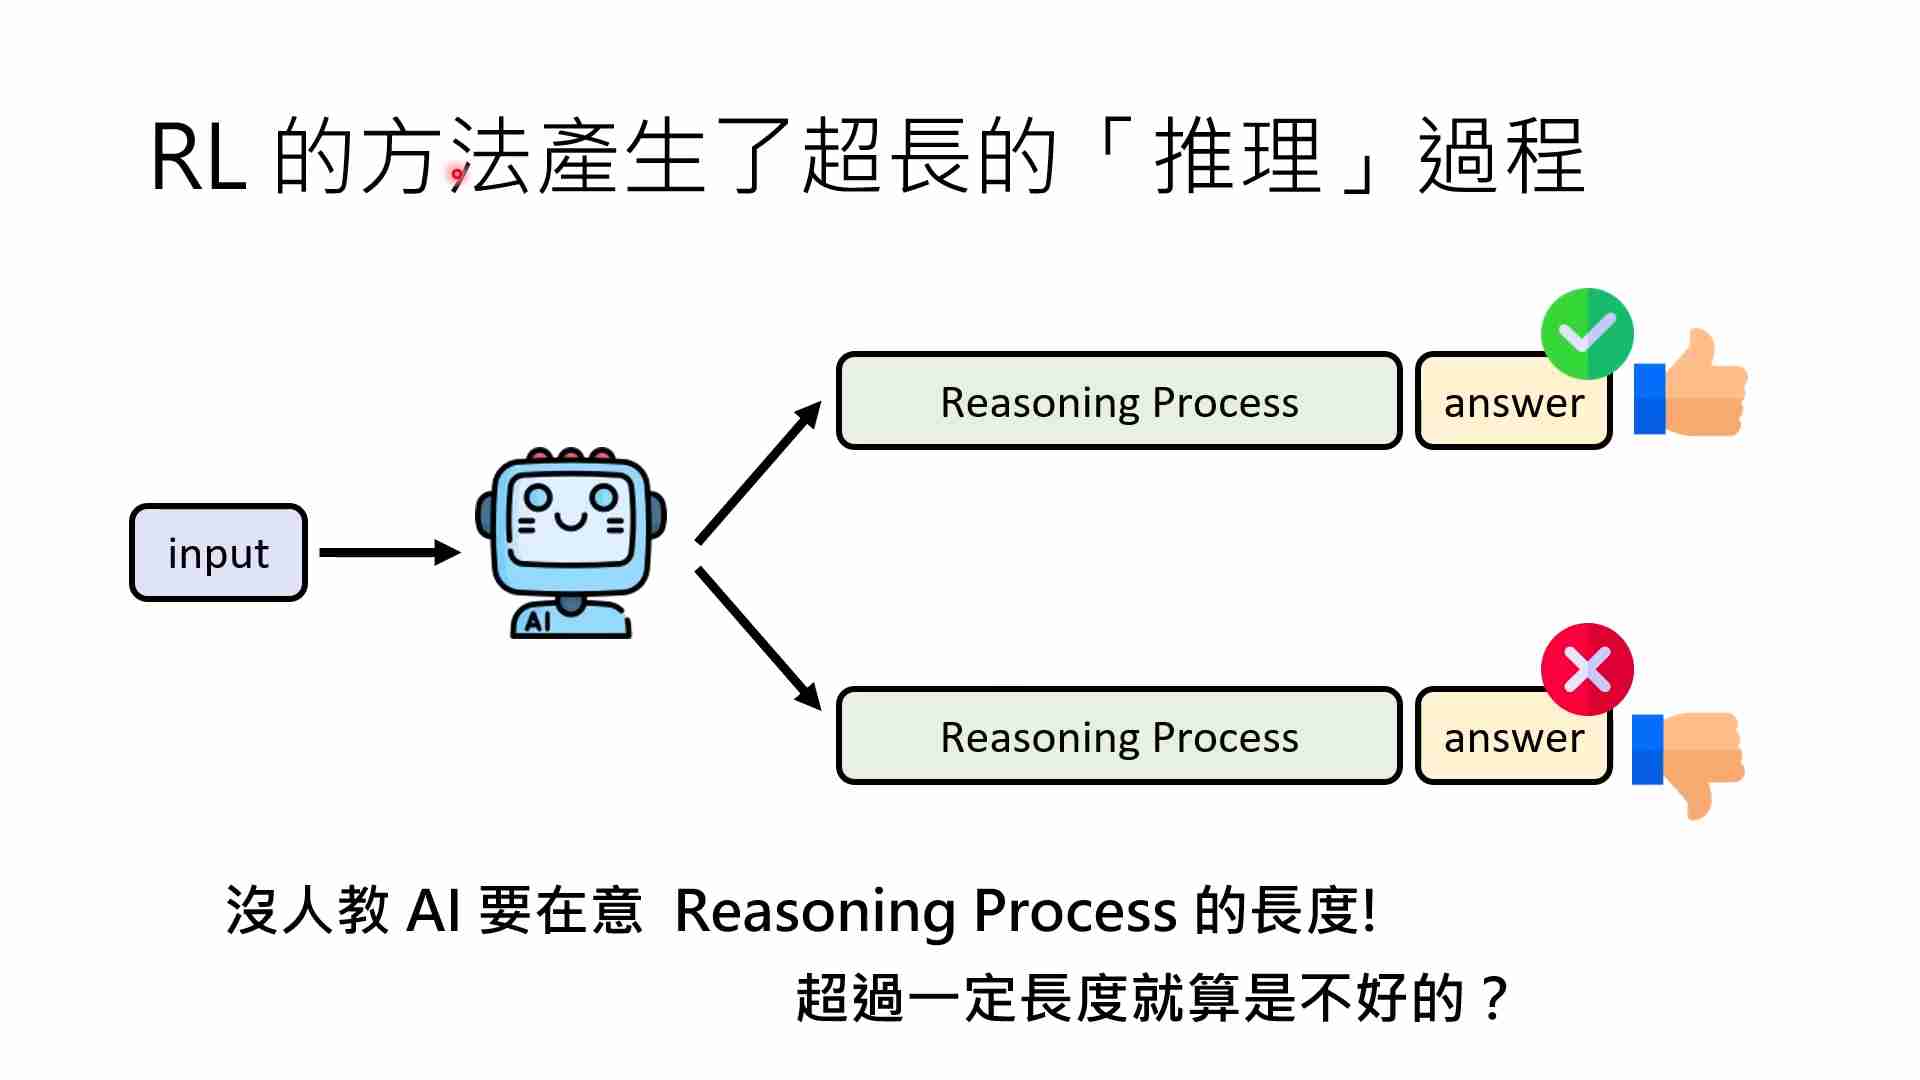 RL 的方法產生了超長的「推理」過程
Reasoning Process
answer
input
AI
Reasoning Process
answer
沒人教 AI 要在意 Reasoning Process 的長度!
超過一定長度就算是不好的？